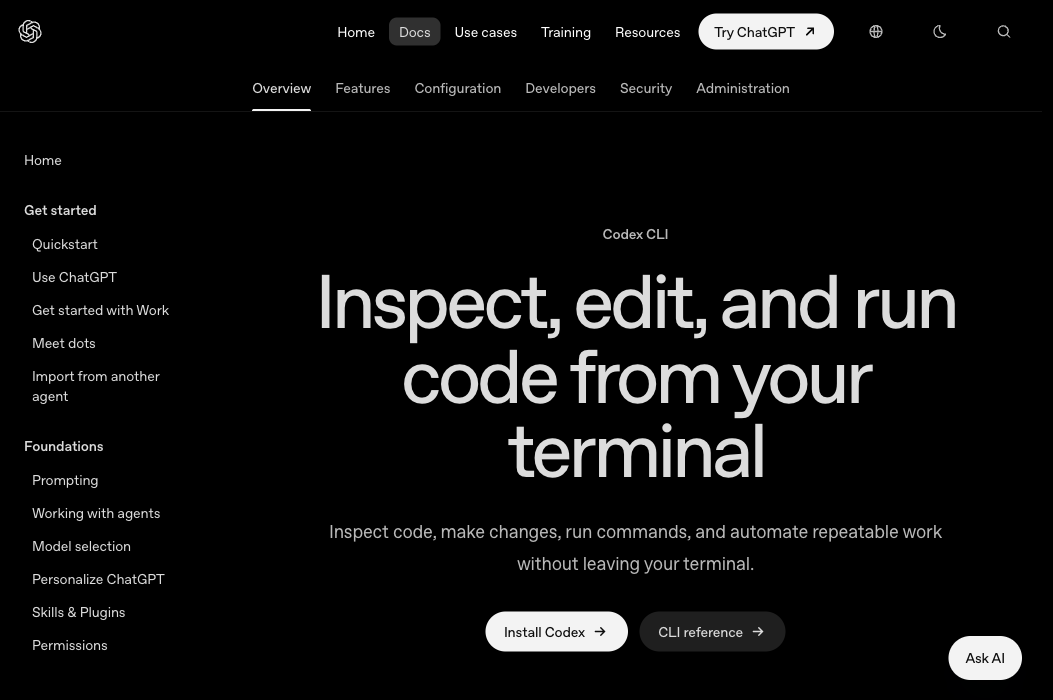 Home Docs Use cases Training Resources Try ChatGPT
Overview Features Configuration Developers Security Administration
Home
Get started
Quickstart
Use ChatGPT
Get started with Work
Meet dots
Import from another
agent
Foundations
Prompting
Working with agents
Model selection
Personalize ChatGPT
Skills & Plugins
Permissions
Codex CLI
Inspect, edit, and run
code from your
terminal
Inspect code, make changes, run commands, and automate repeatable work
without leaving your terminal.
Install Codex CLI reference
Ask AI